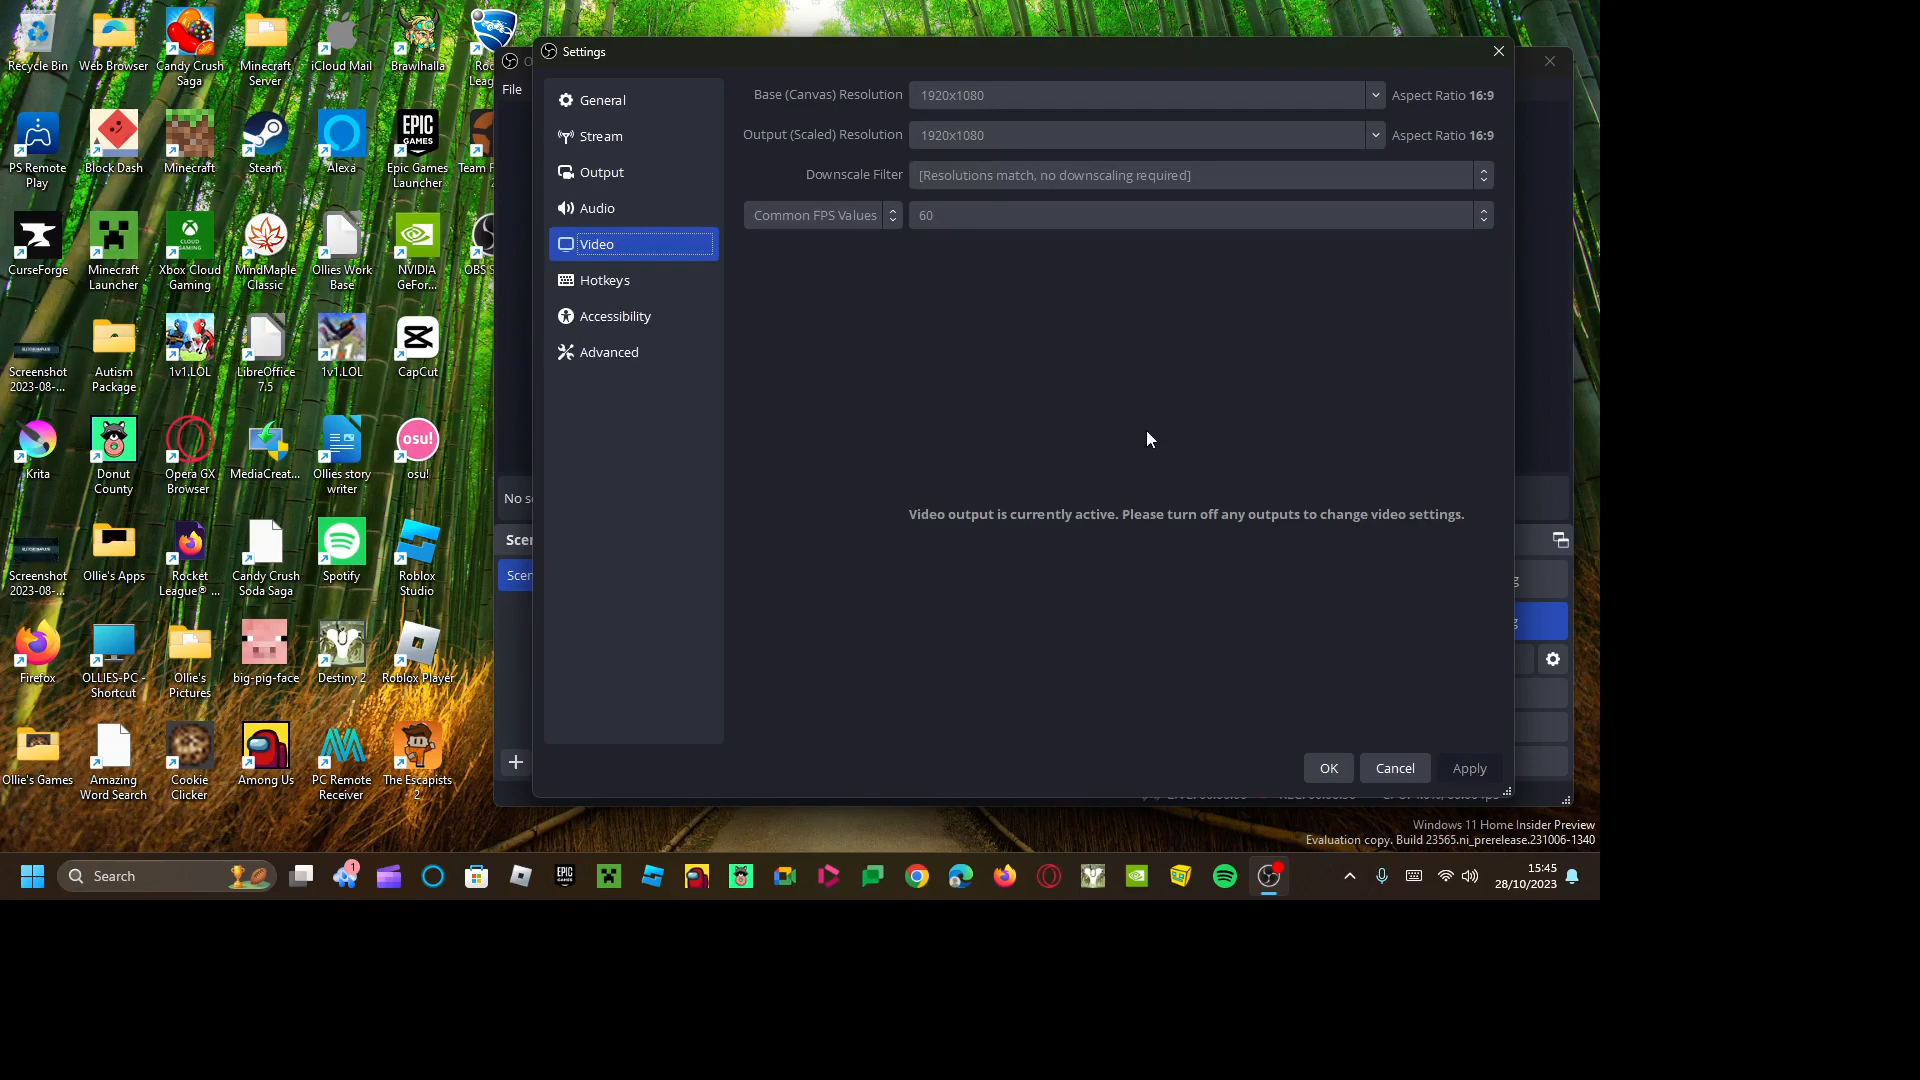 Recycle Bin
Web Browser
Candy Crush
Saga
Minecraft
Server
iCloud Mail
Brawlhalla
PS Remote
Play
Block Dash
Minecraft
Steam
Alexa
Epic Games
Launcher
EPIC
GAMES
CurseForge
Minecraft
Launcher
Xbox Cloud
Gaming
CLOUD
GAMING
MindMaple
Classic
Ollies Work
Base
NVIDIA
GeFor...
Screenshot
2023-08-...
Autism
Package
1v1.LOL
LibreOffice
7.5
1v1.LOL
CapCut
Krita
Donut
County
Opera GX
Browser
MediaCreat...
Ollies story
writer
osu!
osu!
Screenshot
2023-08-...
Ollie's Apps
Rocket
League® ...
Candy Crush
Soda Saga
Spotify
Roblox
Studio
Firefox
OLLIES-PC -
Shortcut
Ollie's
Pictures
big-pig-face
Destiny 2
Roblox Player
Ollie's Games
Amazing
Word Search
Cookie
Clicker
Among Us
PC Remote
Receiver
The Escapists
2
File
Settings
General
Stream
Output
Audio
Video
Hotkeys
Accessibility
Advanced
Base (Canvas) Resolution 1920x1080 Aspect Ratio 16:9
Output (Scaled) Resolution 1920x1080 Aspect Ratio 16:9
Downscale Filter [Resolutions match, no downscaling required]
Common FPS Values 60
Video output is currently active. Please turn off any outputs to change video settings.
OK Cancel Apply
Windows 11 Home Insider Preview
Evaluation copy. Build 23565.ni_prerelease.231006-1340
Search
1
EPIC
15:45
28/10/2023